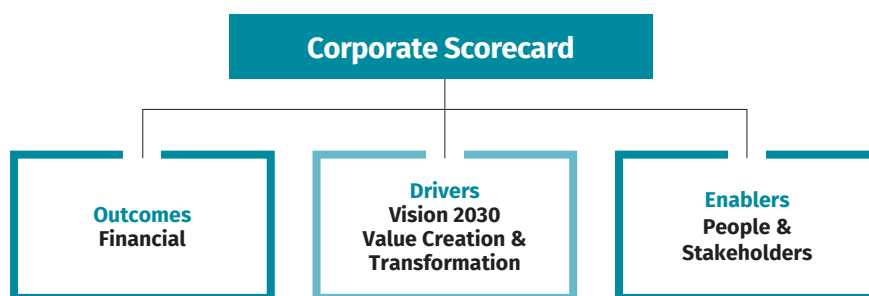 Corporate Scorecard
Outcomes
Financial
Drivers
Vision 2030
Value Creation &
Transformation
Enablers
People &
Stakeholders